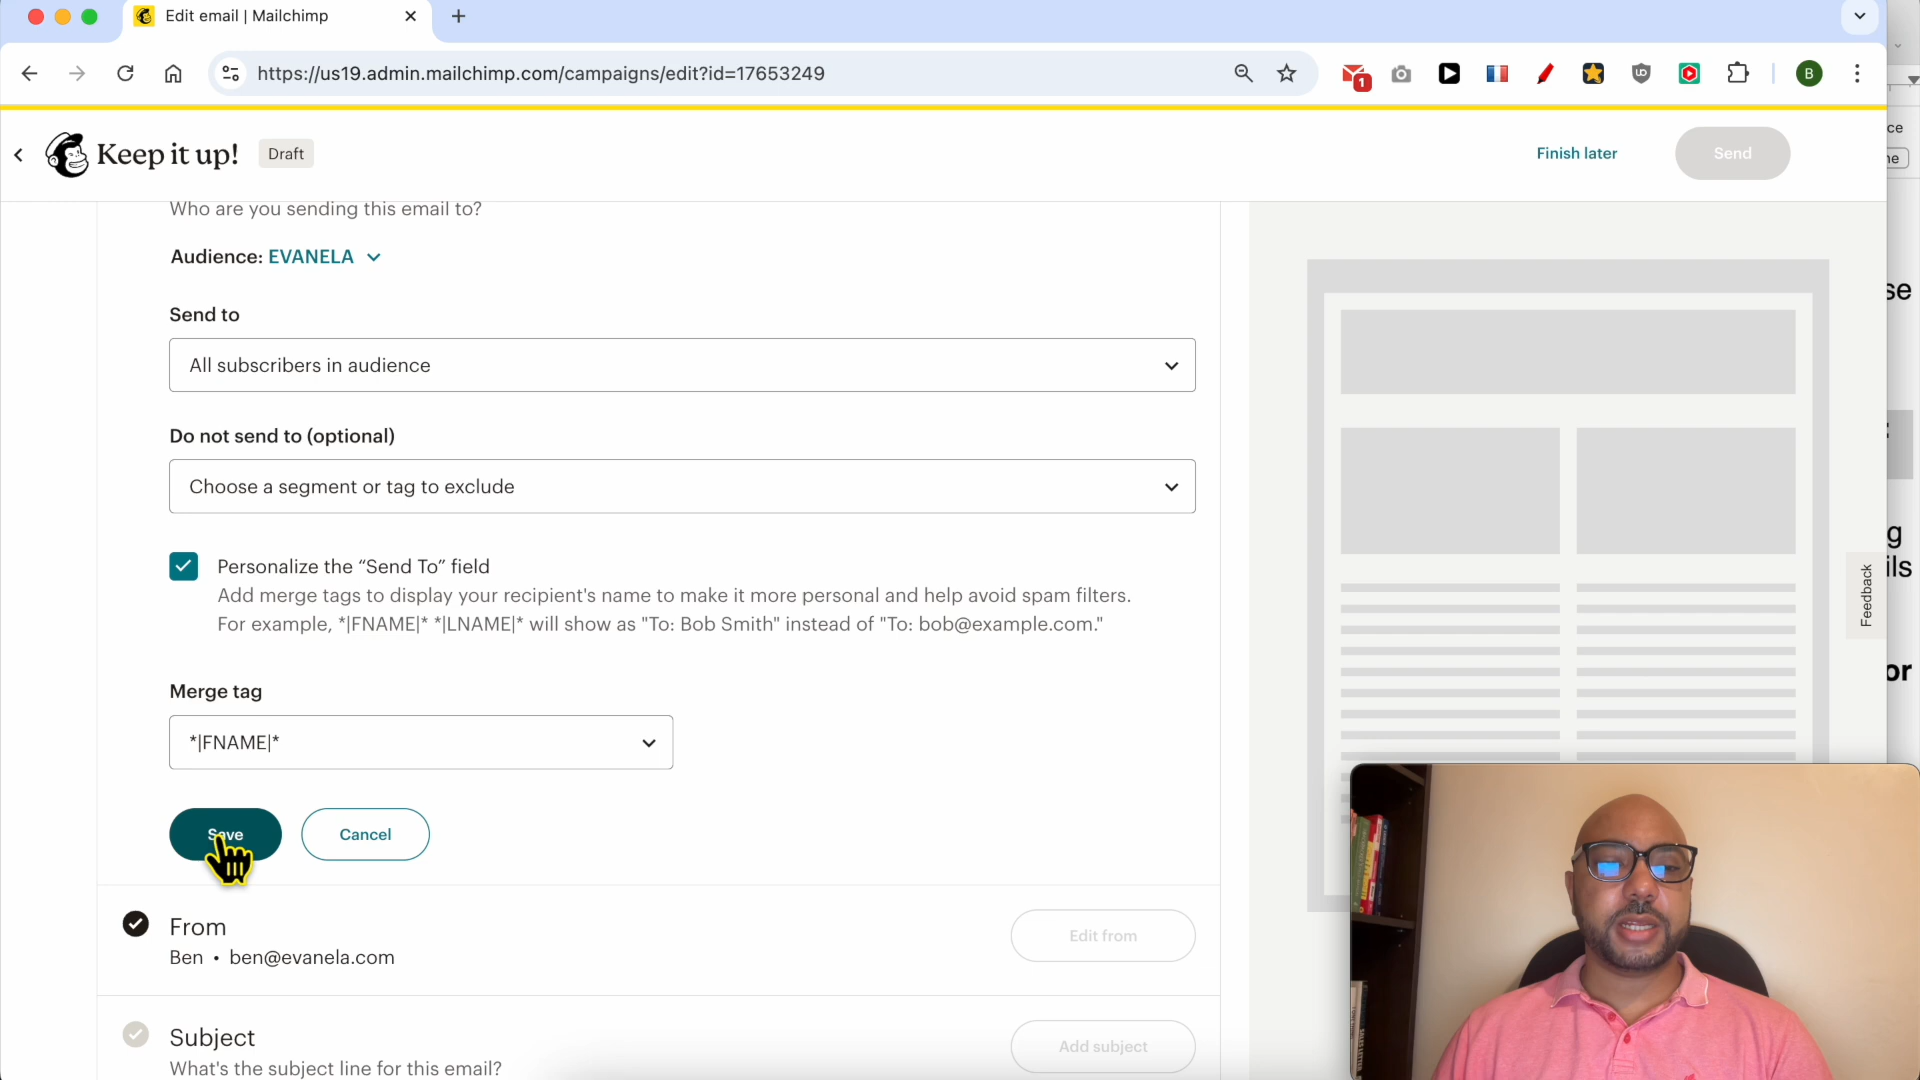 Edit email | Mailchimp
https://us19.admin.mailchimp.com/campaigns/edit?id=17653249
1
B
Keep it up!
Draft
Finish later
Send
Who are you sending this email to?
Audience: EVANELA
Send to
All subscribers in audience
Do not send to (optional)
Choose a segment or tag to exclude
Personalize the “Send To” field
Add merge tags to display your recipient's name to make it more personal and help avoid spam filters.
For example, *|FNAME|* *|LNAME|* will show as "To: Bob Smith" instead of "To: bob@example.com."
Merge tag
*|FNAME|*
Save
Cancel
From
Ben • ben@evanela.com
Edit from
Subject
What's the subject line for this email?
Add subject
Feedback